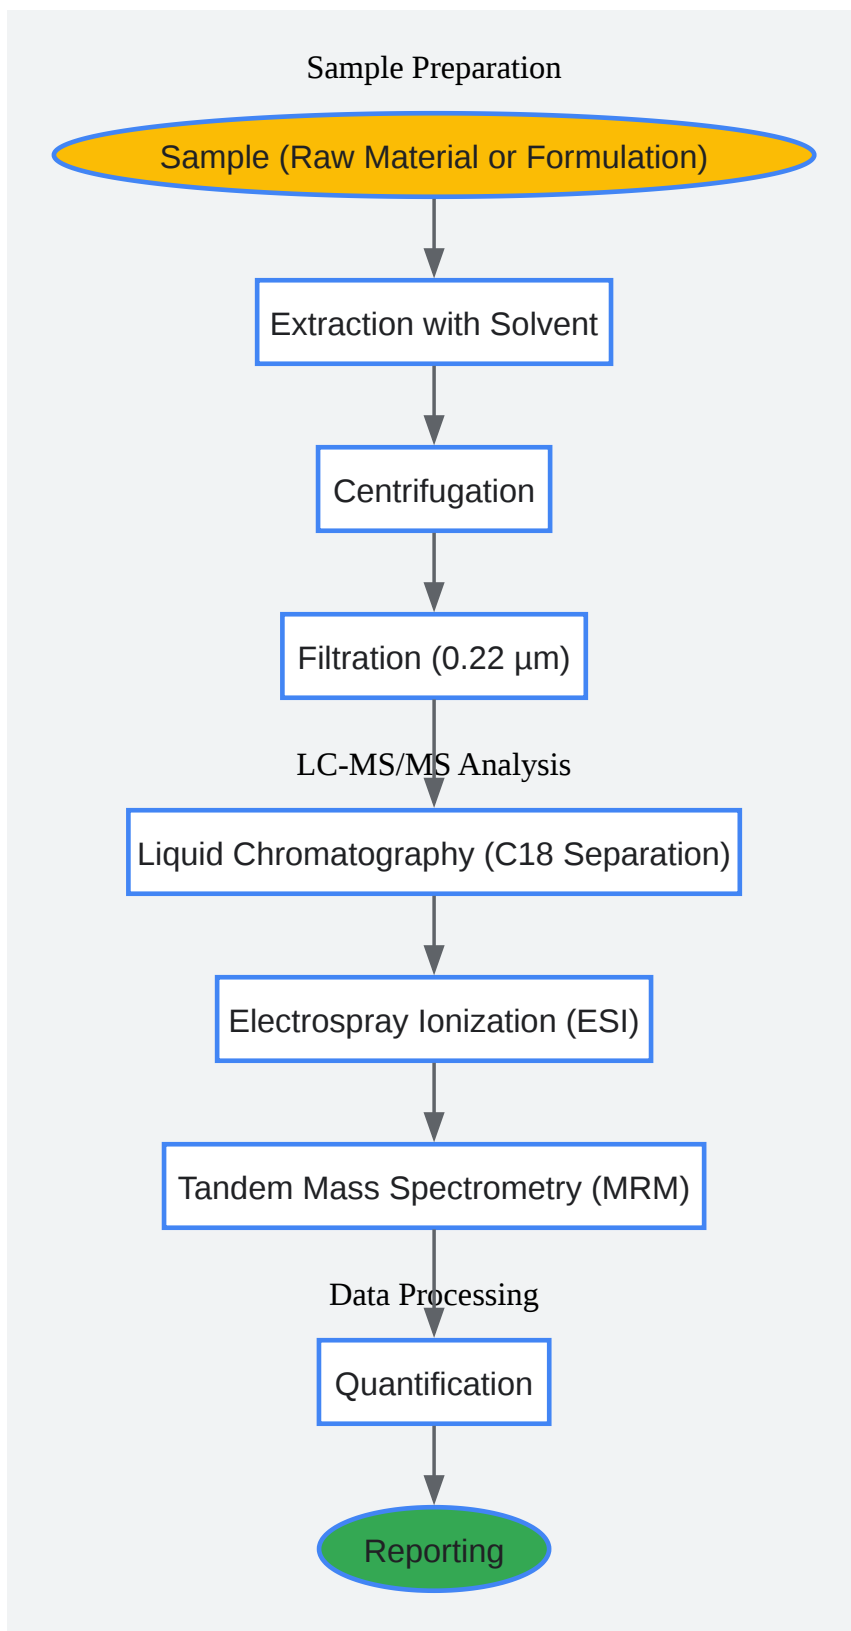 Sample Preparation
Sample (Raw Material or Formulation)
Extraction with Solvent
Centrifugation
Filtration (0.22 µm)
LC-MS/MS Analysis
Liquid Chromatography (C18 Separation)
Electrospray Ionization (ESI)
Tandem Mass Spectrometry (MRM)
Data Processing
Quantification
Reporting